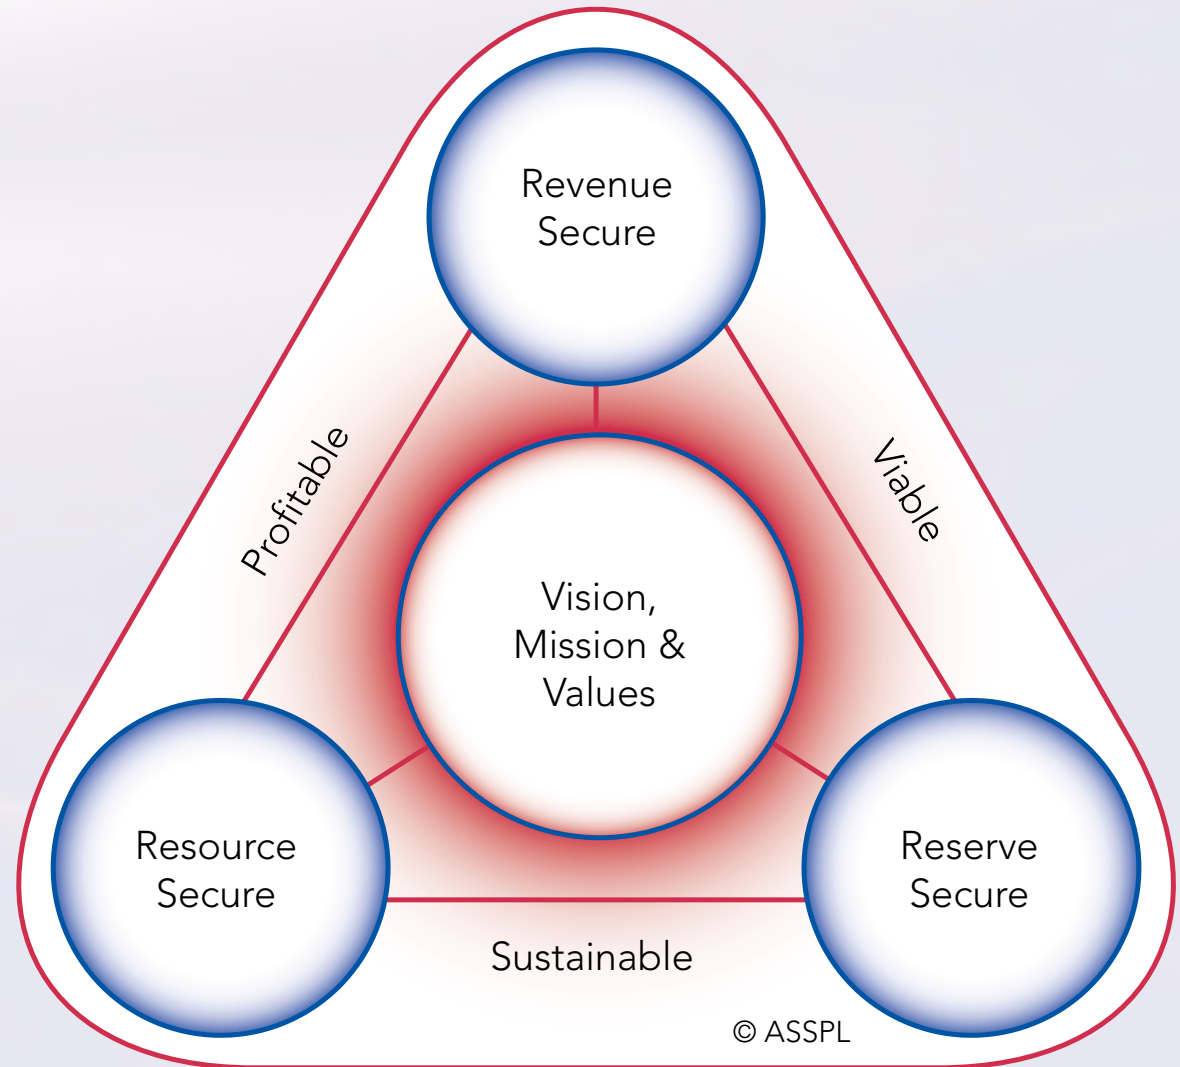 Revenue
Secure
Profitable
Viable
Vision,
Mission &
Values
Resource
Secure
Reserve
Secure
Sustainable
© ASSPL